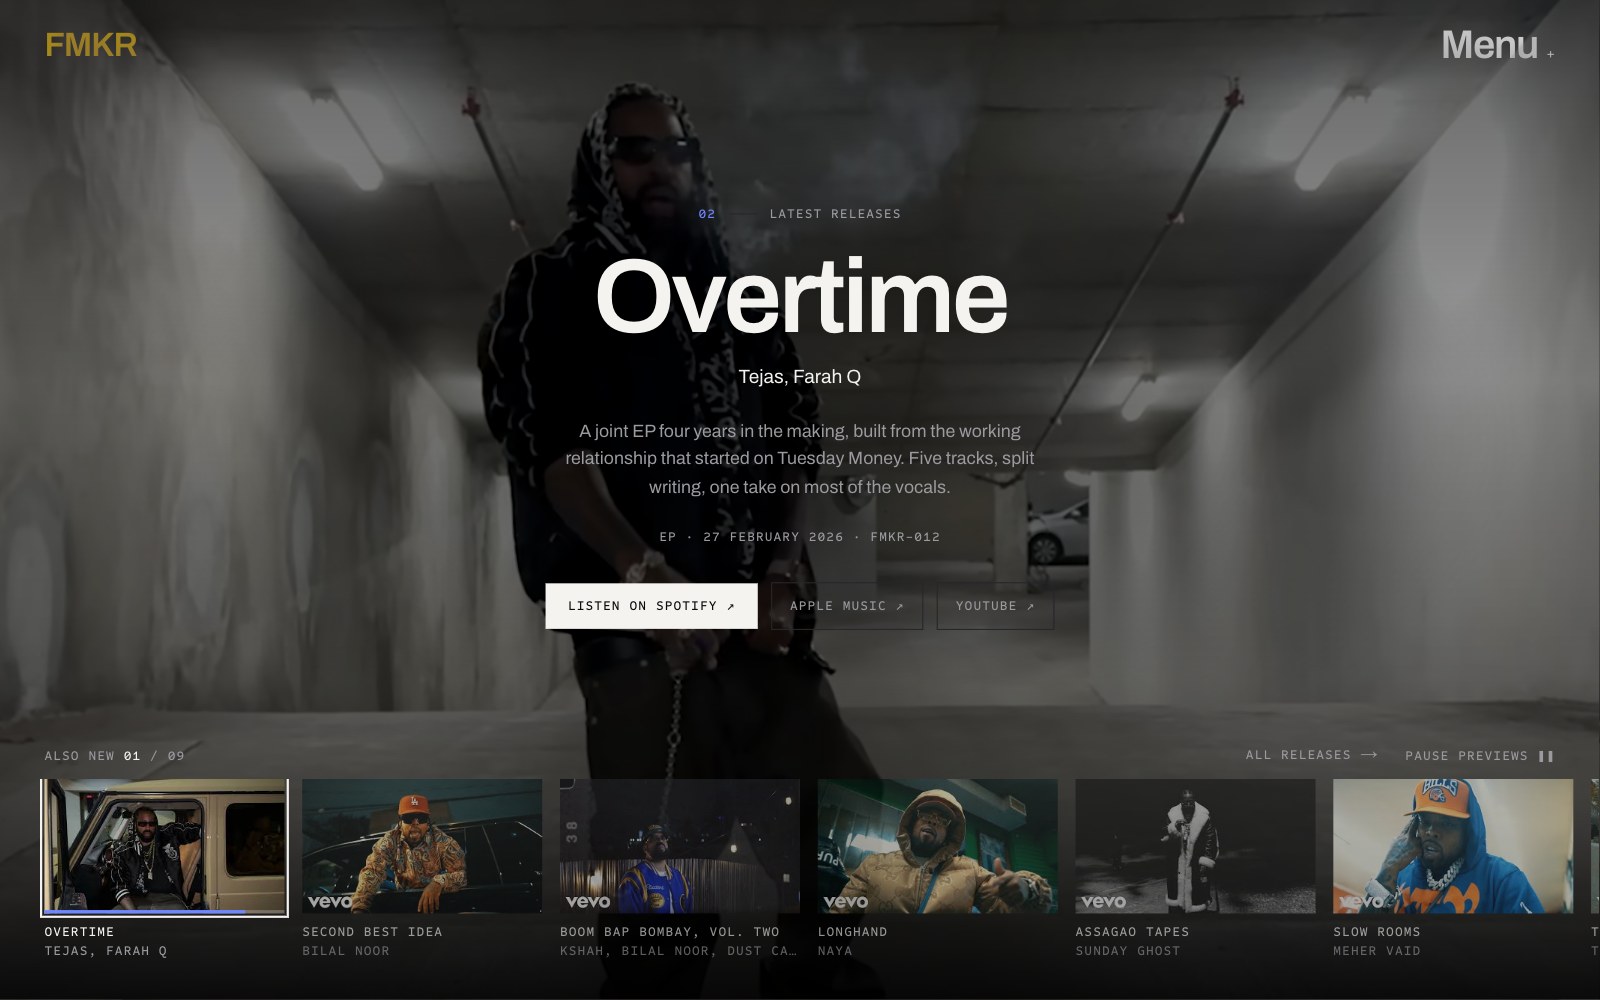 FMKR
Menu +
02 LATEST RELEASES
Overtime
Tejas, Farah Q
A joint EP four years in the making, built from the working
relationship that started on Tuesday Money. Five tracks, split
writing, one take on most of the vocals.
EP · 27 FEBRUARY 2026 · FMKR-012
LISTEN ON SPOTIFY ↗ APPLE MUSIC ↗ YOUTUBE ↗
ALSO NEW 01 / 09
ALL RELEASES → PAUSE PREVIEWS
LA
vevo
38
vevo
vevo
vevo
BILLS
vevo
OVERTIME
TEJAS, FARAH Q
SECOND BEST IDEA
BILAL NOOR
BOOM BAP BOMBAY, VOL. TWO
KSHAH, BILAL NOOR, DUST CA…
LONGHAND
NAYA
ASSAGAO TAPES
SUNDAY GHOST
SLOW ROOMS
MEHER VAID